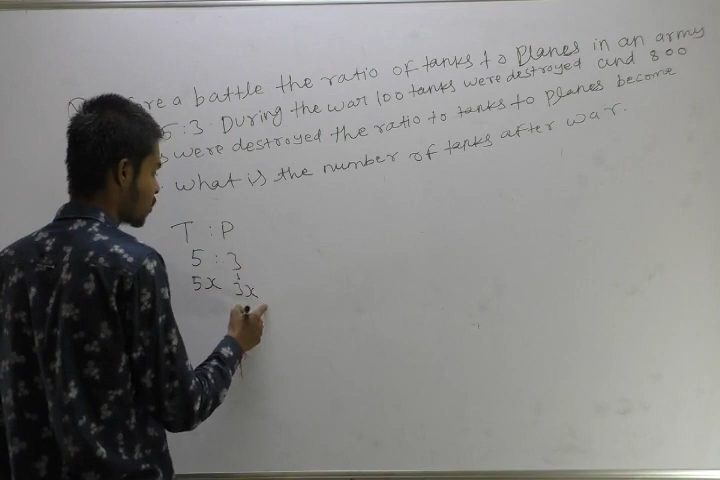 a battle the ratio of tanks to planes in an army
5:3. During the war 100 tanks were destroyed and 800
were destroyed the ratio to tanks to planes become
what is the number of tanks after war.
T : P
5 : 3
5x 3x